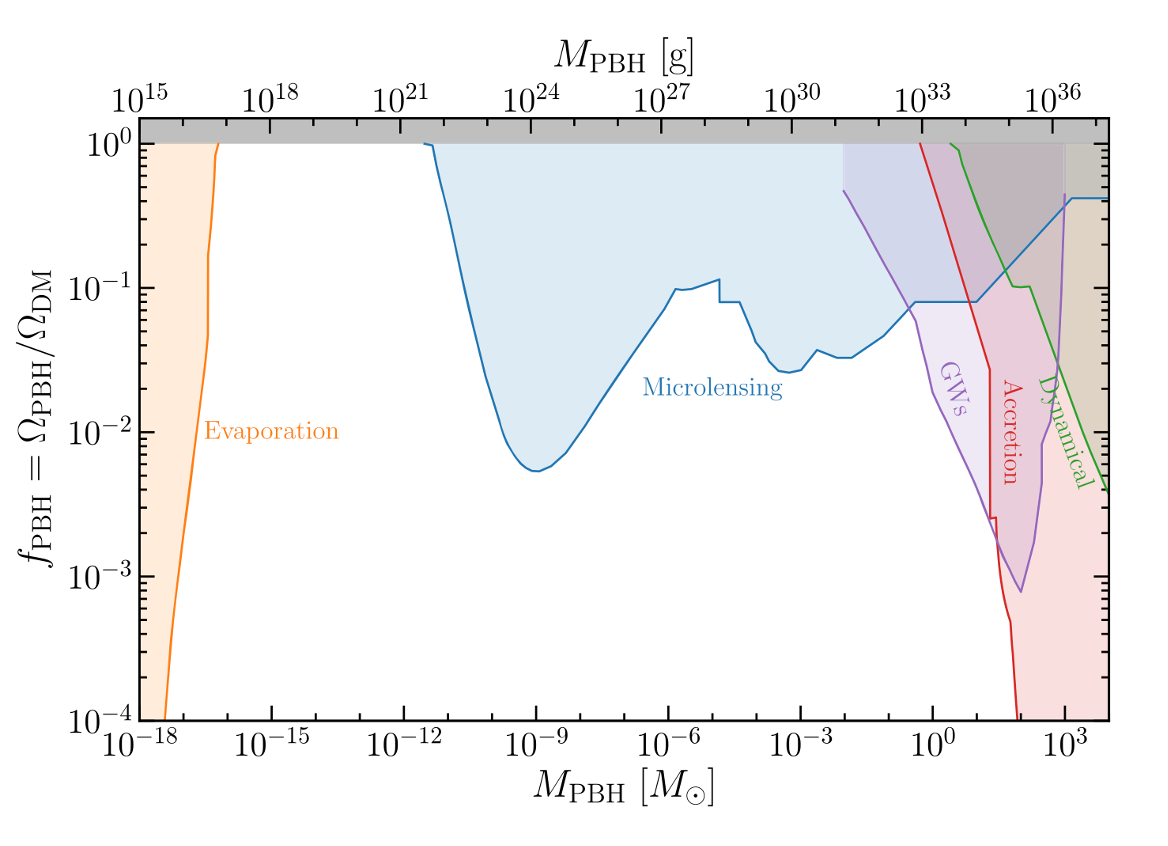 M_PBH [g]
10^15 10^18 10^21 10^24 10^27 10^30 10^33 10^36
f_PBH = Ω_PBH/Ω_DM
10^0
10^−1
10^−2
10^−3
10^−4
Evaporation
Microlensing
GWs
Accretion
Dynamical
10^−18 10^−15 10^−12 10^−9 10^−6 10^−3 10^0 10^3
M_PBH [M_⊙]